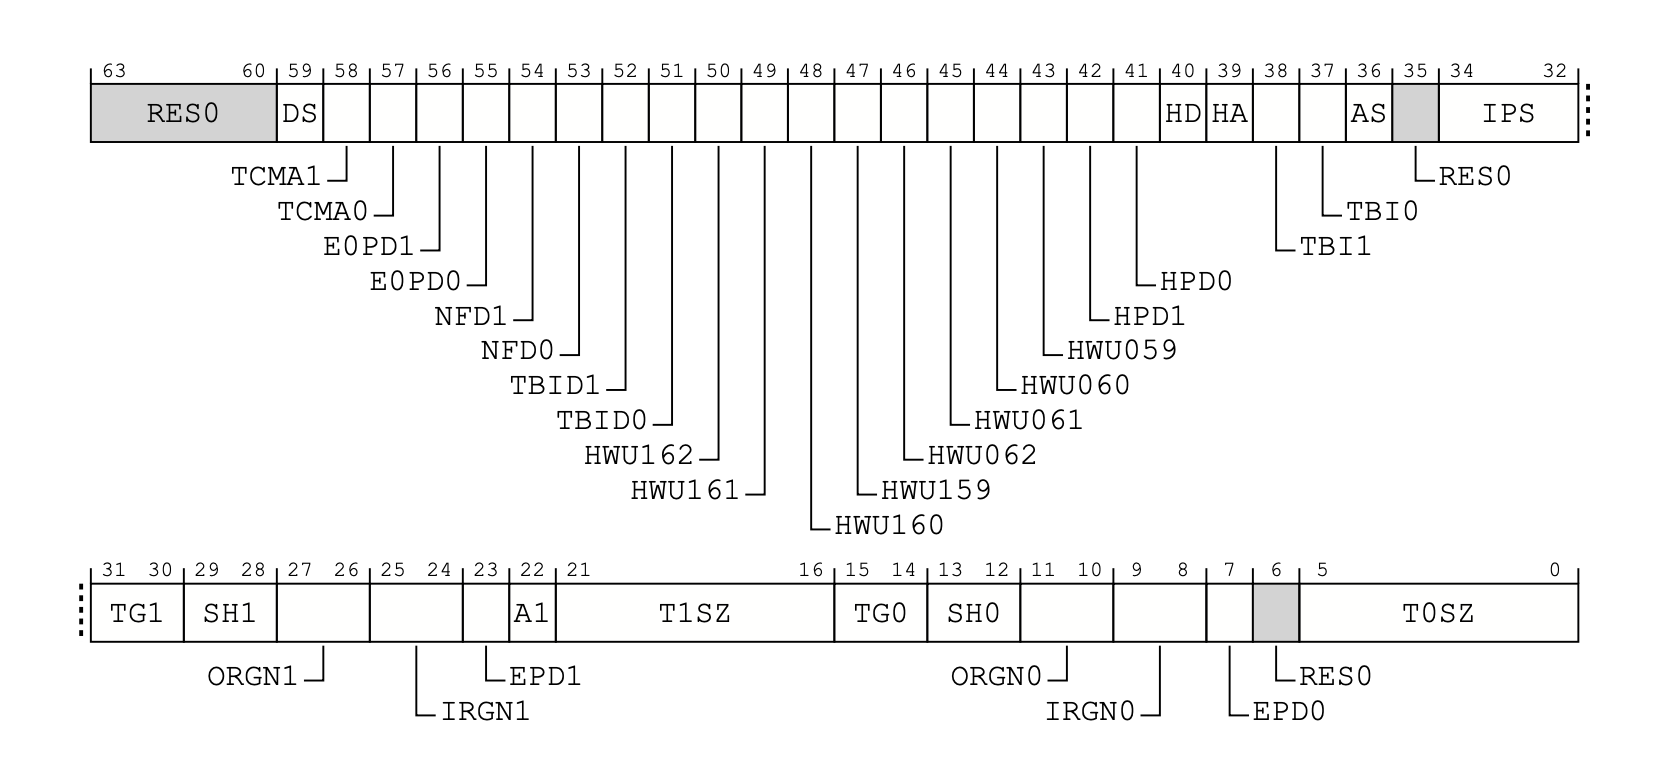 63 60 59 58 57 56 55 54 53 52 51 50 49 48 47 46 45 44 43 42 41 40 39 38 37 36 35 34 32
RES0 DS HD HA AS IPS
TCMA1 RES0
TCMA0 TBI0
E0PD1 TBI1
E0PD0 HPD0
NFD1 HPD1
NFD0 HWU059
TBID1 HWU060
TBID0 HWU061
HWU162 HWU062
HWU161 HWU159
HWU160
31 30 29 28 27 26 25 24 23 22 21 16 15 14 13 12 11 10 9 8 7 6 5 0
TG1 SH1 A1 T1SZ TG0 SH0 T0SZ
ORGN1 EPD1 ORGN0 RES0
IRGN1 IRGN0 EPD0